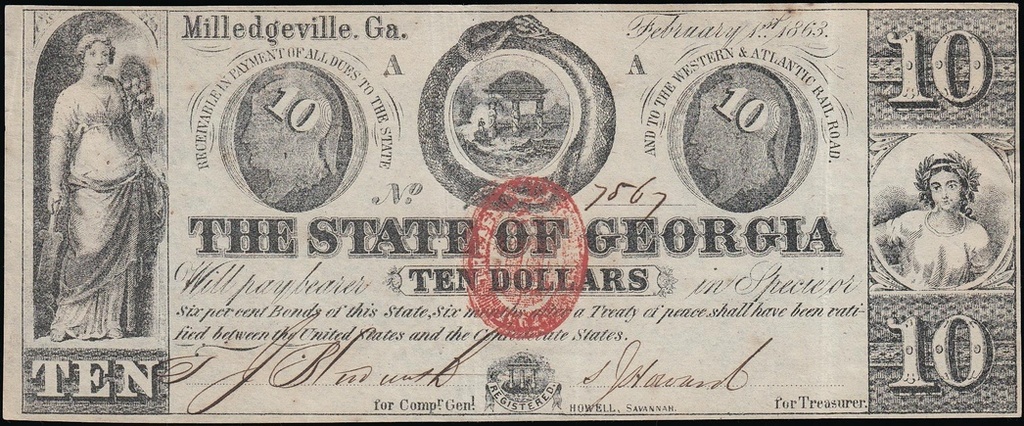 Milledgeville. Ga.
February 1st. 1863.
RECEIVABLE IN PAYMENT OF ALL DUES TO THE STATE
10
A
A
AND TO THE WESTERN & ATLANTIC RAIL ROAD.
10
10
No 7867
THE STATE OF GEORGIA
Will pay bearer TEN DOLLARS in Specie or
Six per cent Bonds of this State, Six months after a Treaty of peace shall have been rati-
fied between the United States and the Confederate States.
TEN
10
for Compr. Genl.
REGISTERED.
HOWELL, SAVANNAH.
for Treasurer.